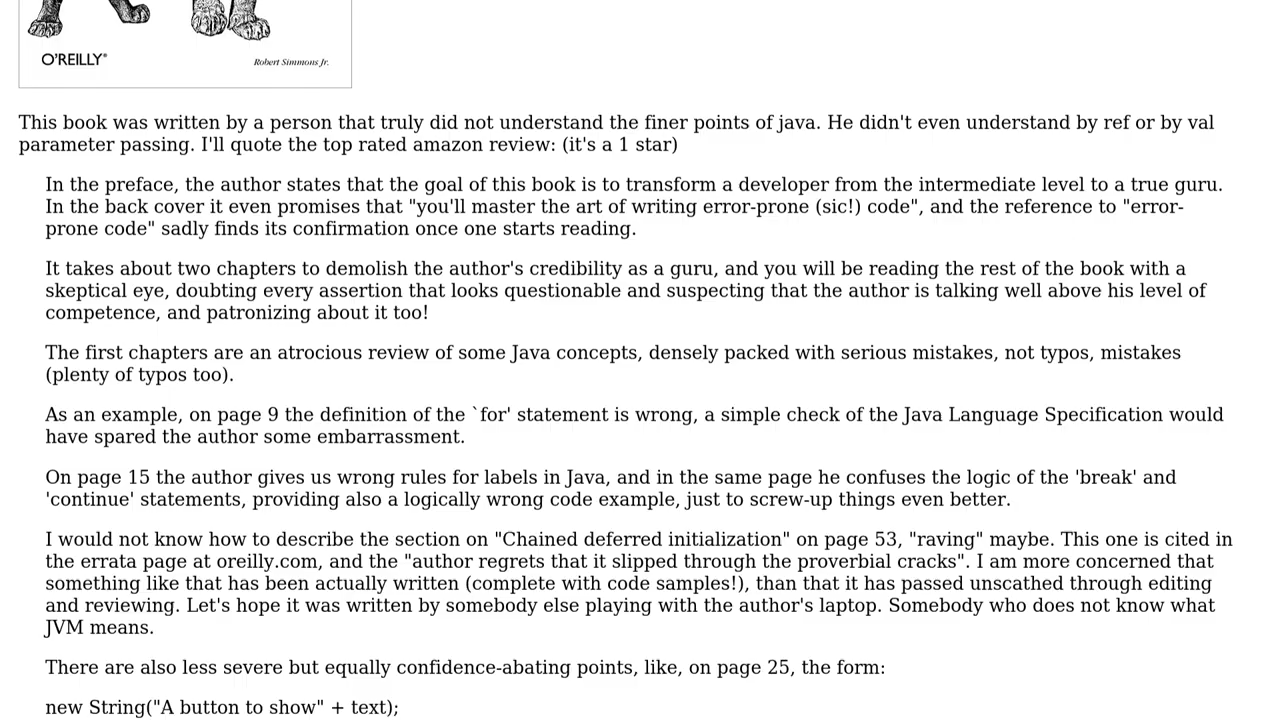 O'REILLY®
Robert Simmons Jr.
This book was written by a person that truly did not understand the finer points of java. He didn't even understand by ref or by val
parameter passing. I'll quote the top rated amazon review: (it's a 1 star)
In the preface, the author states that the goal of this book is to transform a developer from the intermediate level to a true guru.
In the back cover it even promises that "you'll master the art of writing error-prone (sic!) code", and the reference to "error-
prone code" sadly finds its confirmation once one starts reading.
It takes about two chapters to demolish the author's credibility as a guru, and you will be reading the rest of the book with a
skeptical eye, doubting every assertion that looks questionable and suspecting that the author is talking well above his level of
competence, and patronizing about it too!
The first chapters are an atrocious review of some Java concepts, densely packed with serious mistakes, not typos, mistakes
(plenty of typos too).
As an example, on page 9 the definition of the `for' statement is wrong, a simple check of the Java Language Specification would
have spared the author some embarrassment.
On page 15 the author gives us wrong rules for labels in Java, and in the same page he confuses the logic of the 'break' and
'continue' statements, providing also a logically wrong code example, just to screw-up things even better.
I would not know how to describe the section on "Chained deferred initialization" on page 53, "raving" maybe. This one is cited in
the errata page at oreilly.com, and the "author regrets that it slipped through the proverbial cracks". I am more concerned that
something like that has been actually written (complete with code samples!), than that it has passed unscathed through editing
and reviewing. Let's hope it was written by somebody else playing with the author's laptop. Somebody who does not know what
JVM means.
There are also less severe but equally confidence-abating points, like, on page 25, the form:
new String("A button to show" + text);